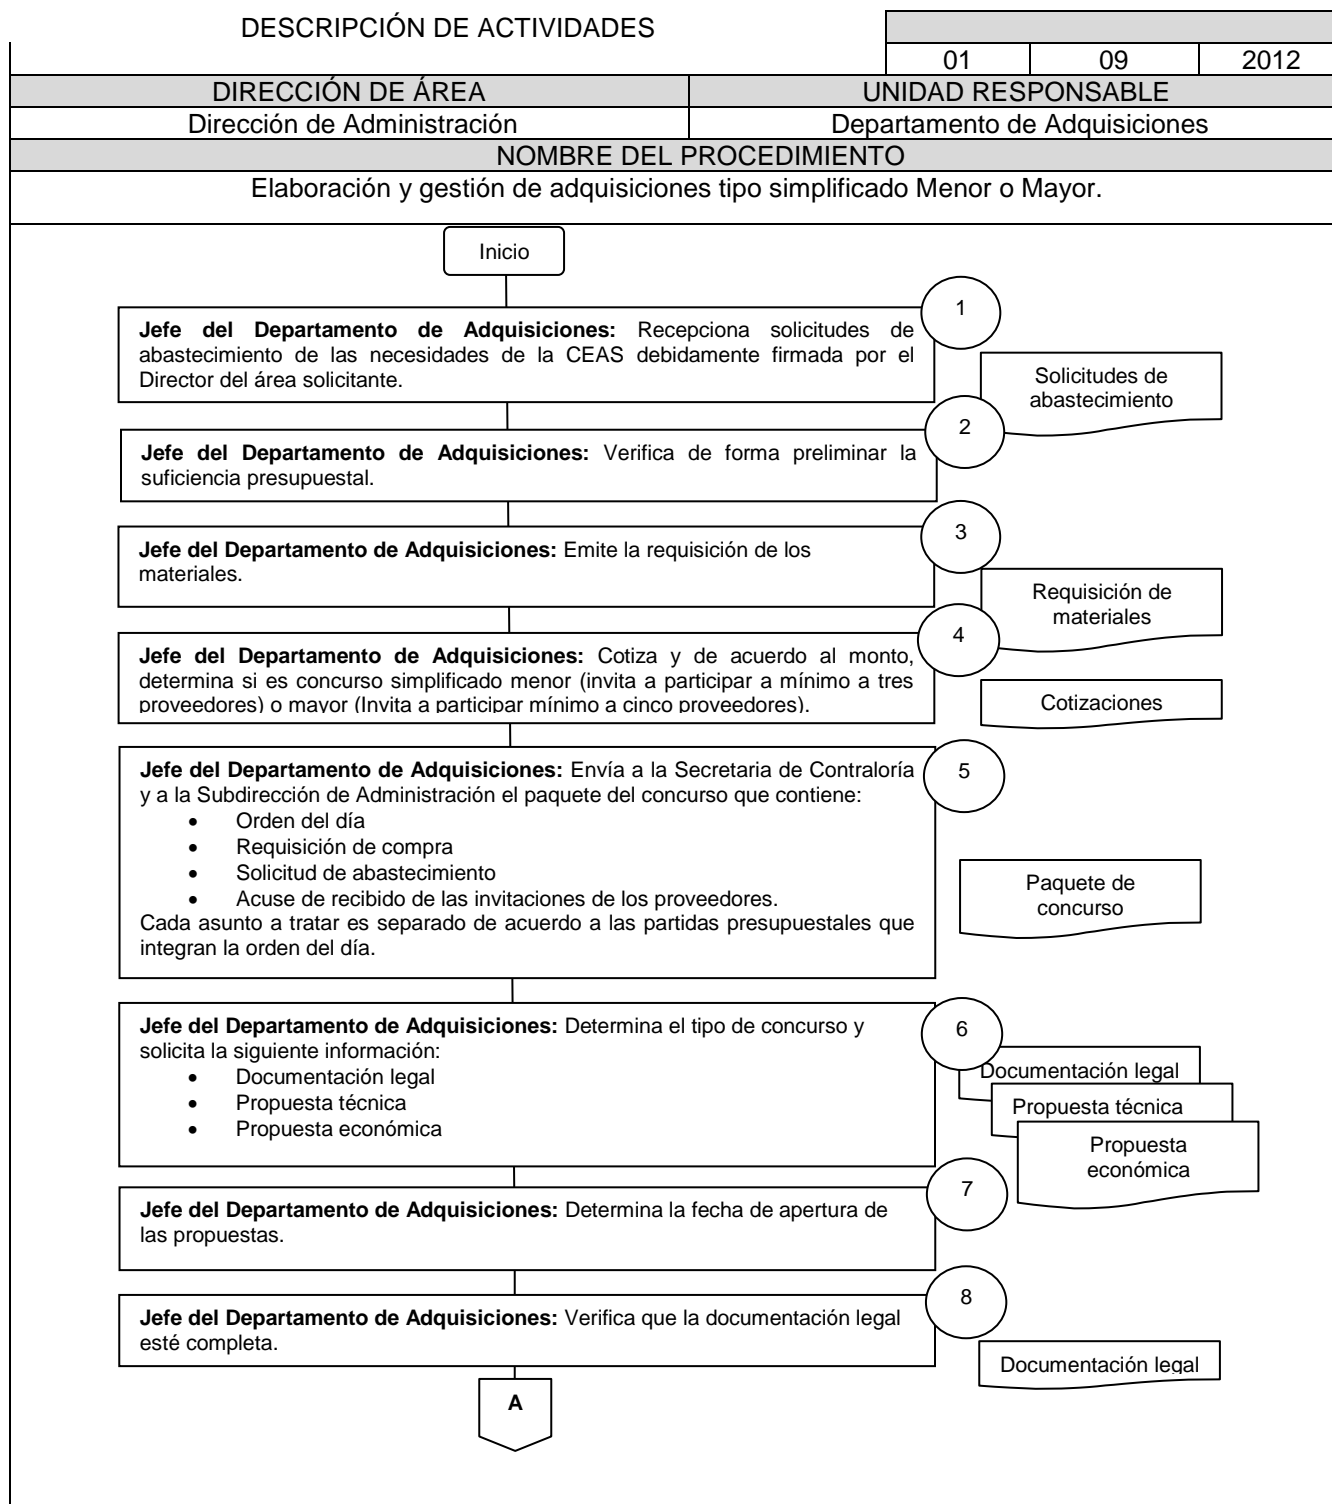 DESCRIPCIÓN DE ACTIVIDADES
01 09 2012
DIRECCIÓN DE ÁREA UNIDAD RESPONSABLE
Dirección de Administración Departamento de Adquisiciones
NOMBRE DEL PROCEDIMIENTO
Elaboración y gestión de adquisiciones tipo simplificado Menor o Mayor.
Inicio
1
Jefe del Departamento de Adquisiciones: Recepciona solicitudes de
abastecimiento de las necesidades de la CEAS debidamente firmada por el
Director del área solicitante.
Solicitudes de
abastecimiento
2
Jefe del Departamento de Adquisiciones: Verifica de forma preliminar la
suficiencia presupuestal.
3
Jefe del Departamento de Adquisiciones: Emite la requisición de los
materiales.
Requisición de
materiales
4
Jefe del Departamento de Adquisiciones: Cotiza y de acuerdo al monto,
determina si es concurso simplificado menor (invita a participar a mínimo a tres
proveedores) o mayor (Invita a participar mínimo a cinco proveedores).
Cotizaciones
5
Jefe del Departamento de Adquisiciones: Envía a la Secretaria de Contraloría
y a la Subdirección de Administración el paquete del concurso que contiene:
• Orden del día
• Requisición de compra
• Solicitud de abastecimiento
• Acuse de recibido de las invitaciones de los proveedores.
Cada asunto a tratar es separado de acuerdo a las partidas presupuestales que
integran la orden del día.
Paquete de
concurso
6
Jefe del Departamento de Adquisiciones: Determina el tipo de concurso y
solicita la siguiente información:
• Documentación legal
• Propuesta técnica
• Propuesta económica
Documentación legal
Propuesta técnica
Propuesta
económica
7
Jefe del Departamento de Adquisiciones: Determina la fecha de apertura de
las propuestas.
8
Jefe del Departamento de Adquisiciones: Verifica que la documentación legal
esté completa.
Documentación legal
A